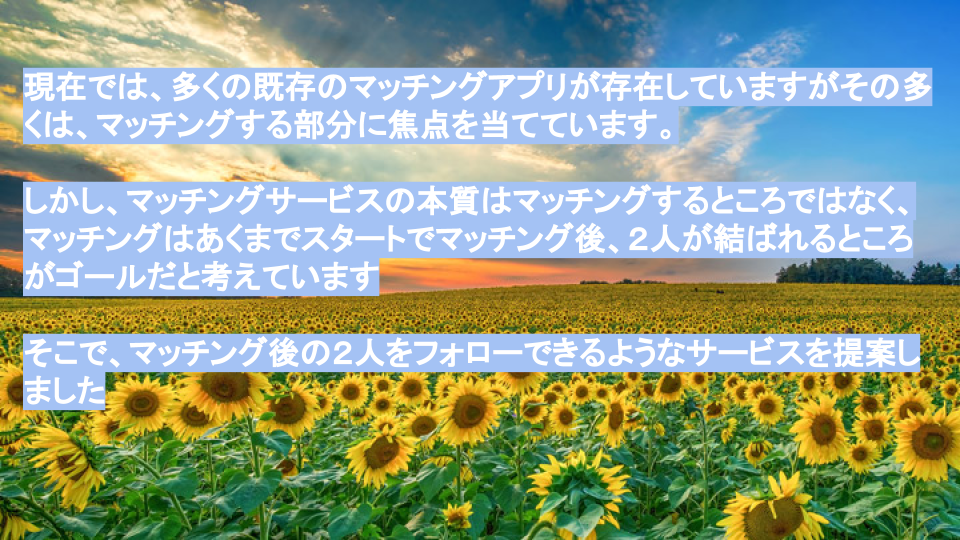 現在では、多くの既存のマッチングアプリが存在していますがその多
くは、マッチングする部分に焦点を当てています。
しかし、マッチングサービスの本質はマッチングするところではなく、
マッチングはあくまでスタートでマッチング後、２人が結ばれるところ
がゴールだと考えています
そこで、マッチング後の２人をフォローできるようなサービスを提案し
ました